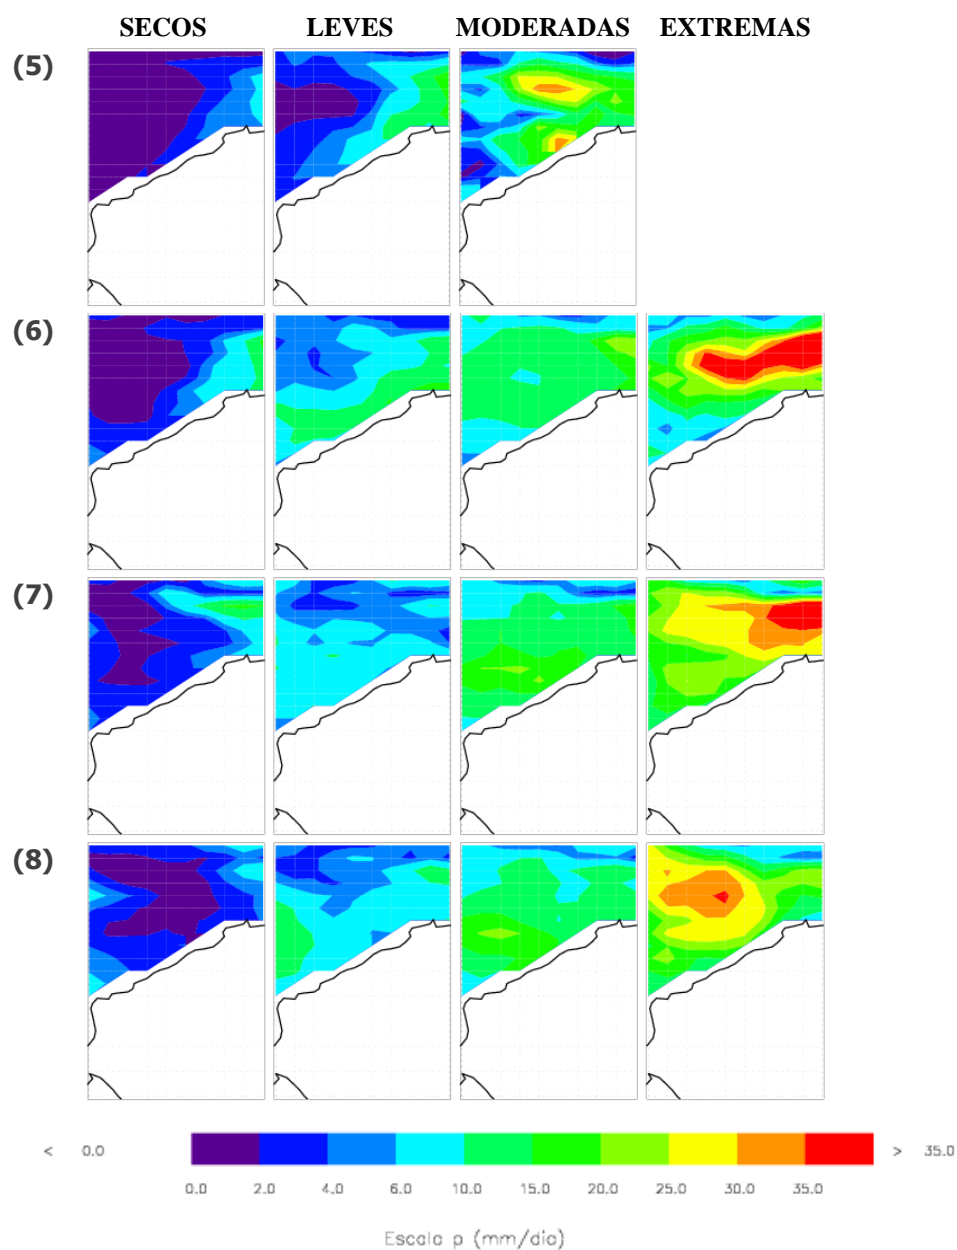 SECOS LEVES MODERADAS EXTREMAS
(5)
(6)
(7)
(8)
< 0.0 > 35.0
0.0 2.0 4.0 6.0 10.0 15.0 20.0 25.0 30.0 35.0
Escala p (mm/dia)